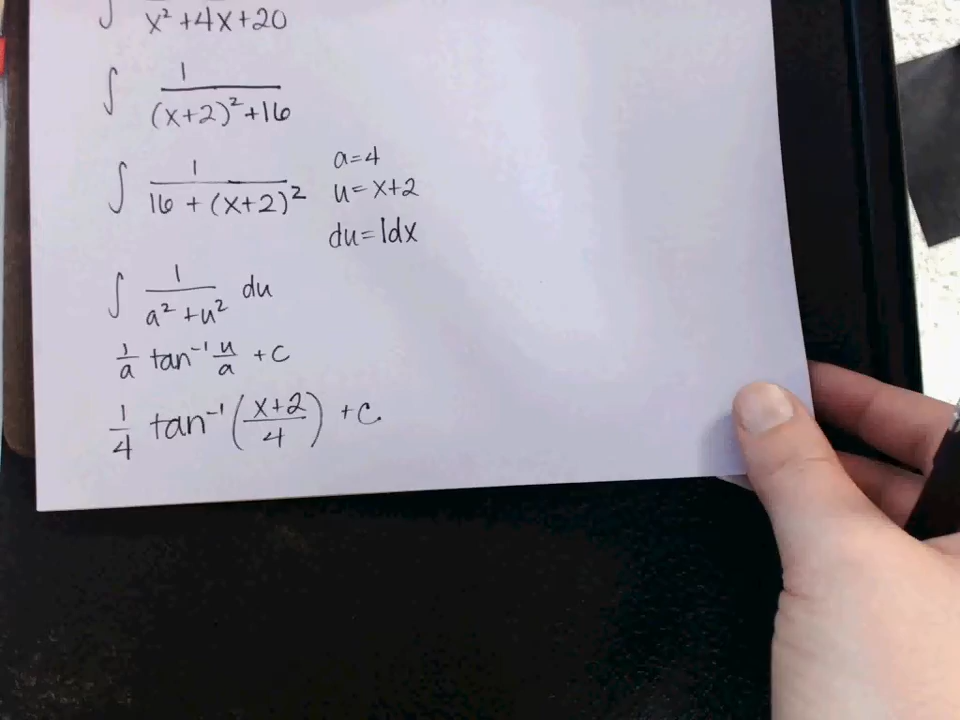 ∫ x² +4x+20
∫ 1/((x+2)² +16)
∫ 1/(16 + (x+2)²) a=4
u= x+2
du= 1dx
∫ 1/(a² +u²) du
1/a tan⁻¹ u/a +c
1/4 tan⁻¹ ((x+2)/4) +c